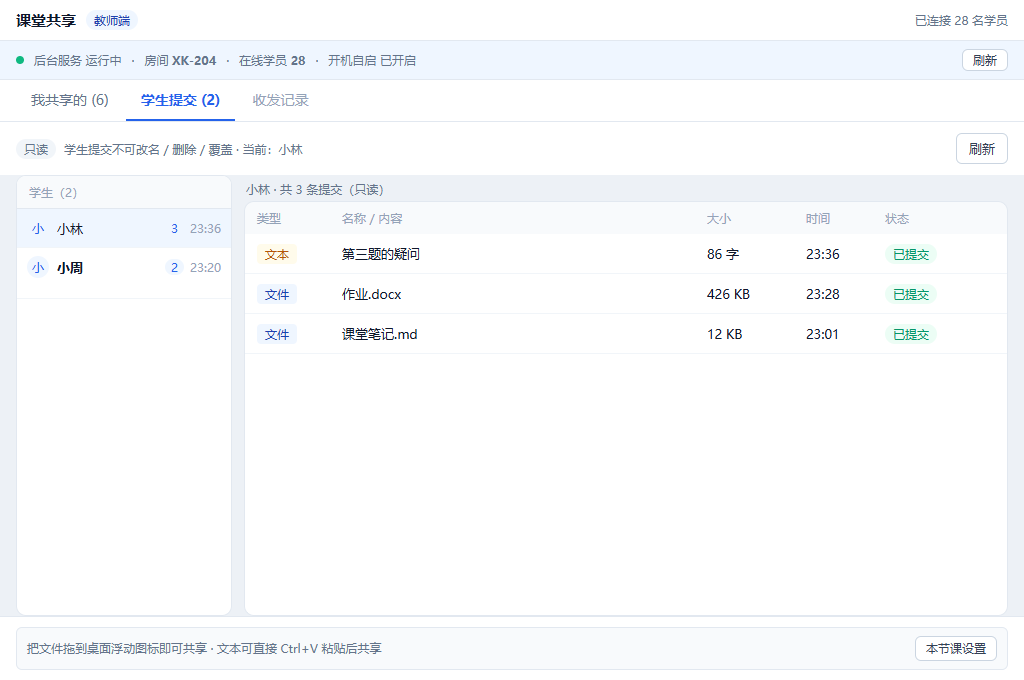 课堂共享 教师端 已连接 28 名学员
后台服务 运行中 · 房间 XK-204 · 在线学员 28 · 开机自启 已开启 刷新
我共享的 (6) 学生提交 (2) 收发记录
只读 学生提交不可改名 / 删除 / 覆盖 · 当前：小林 刷新
学生（2）
小 小林 3 23:36
小 小周 2 23:20
小林 · 共 3 条提交（只读）
类型 名称 / 内容 大小 时间 状态
文本 第三题的疑问 86 字 23:36 已提交
文件 作业.docx 426 KB 23:28 已提交
文件 课堂笔记.md 12 KB 23:01 已提交
把文件拖到桌面浮动图标即可共享 · 文本可直接 Ctrl+V 粘贴后共享 本节课设置